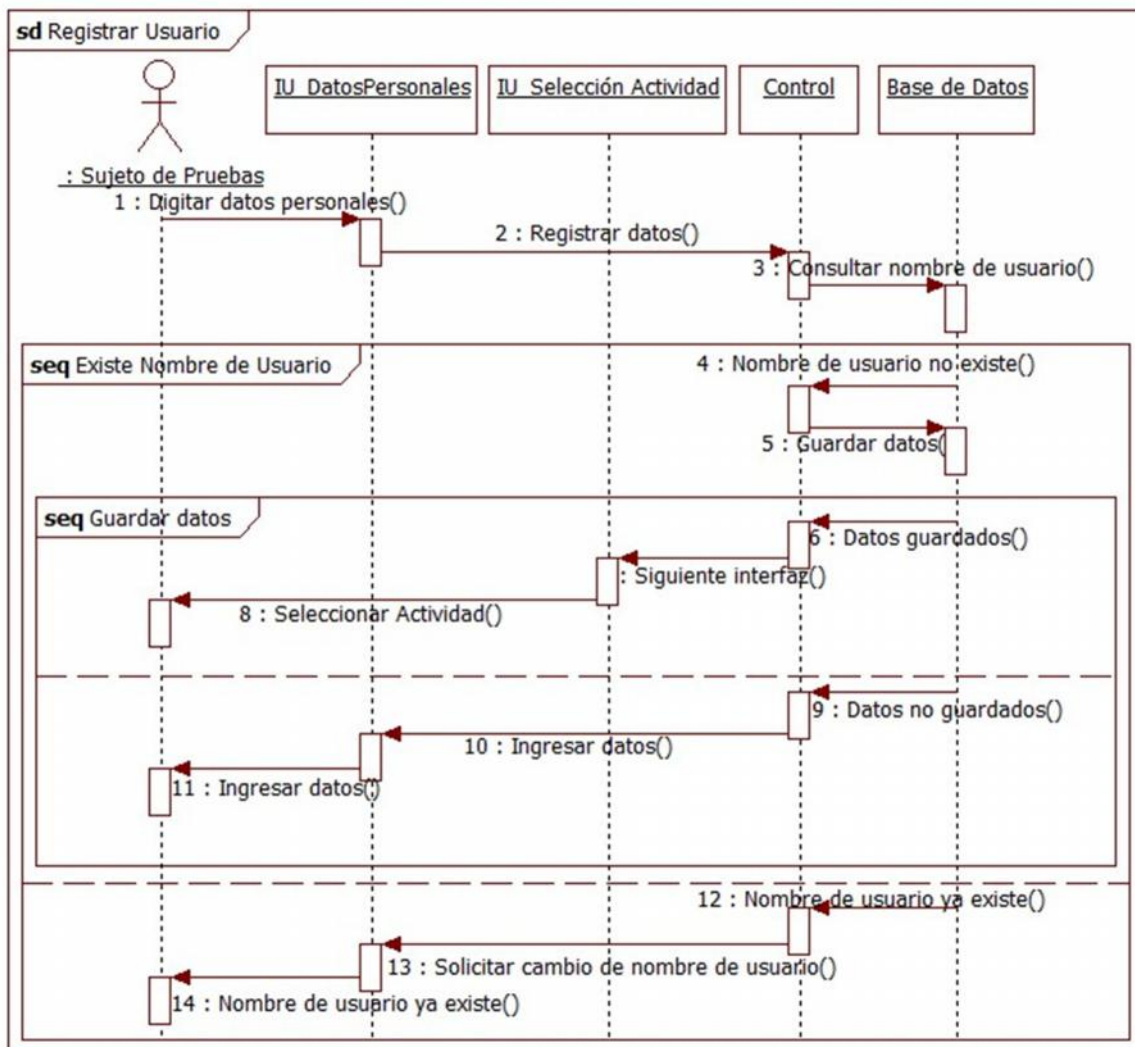 sd Registrar Usuario
IU_DatosPersonales
IU_Selección Actividad
Control
Base de Datos
: Sujeto de Pruebas
1 : Digitar datos personales()
2 : Registrar datos()
3 : Consultar nombre de usuario()
seq Existe Nombre de Usuario
4 : Nombre de usuario no existe()
5 : Guardar datos(
seq Guardar datos
6 : Datos guardados()
: Siguiente interfaz()
8 : Seleccionar Actividad()
9 : Datos no guardados()
10 : Ingresar datos()
11 : Ingresar datos()
12 : Nombre de usuario ya existe()
13 : Solicitar cambio de nombre de usuario()
14 : Nombre de usuario ya existe()